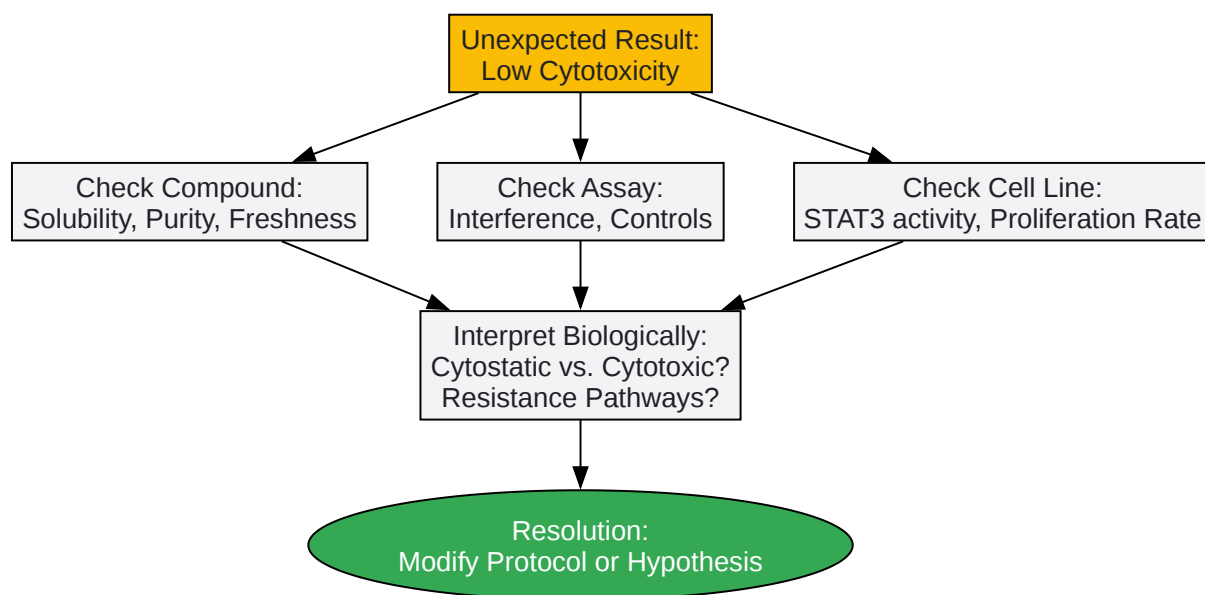 Unexpected Result:
Low Cytotoxicity
Check Compound:
Solubility, Purity, Freshness
Check Assay:
Interference, Controls
Check Cell Line:
STAT3 activity, Proliferation Rate
Interpret Biologically:
Cytostatic vs. Cytotoxic?
Resistance Pathways?
Resolution:
Modify Protocol or Hypothesis